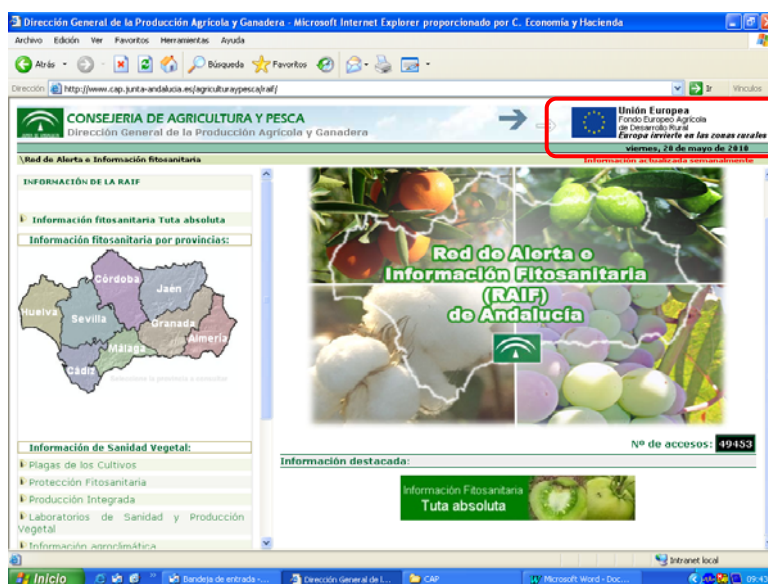 Dirección General de la Producción Agrícola y Ganadera - Microsoft Internet Explorer proporcionado por C. Economía y Hacienda
Archivo Edición Ver Favoritos Herramientas Ayuda
Atrás Búsqueda Favoritos
Dirección http://www.cap.junta-andalucia.es/agriculturaypesca/raif/ Ir Vínculos
CONSEJERIA DE AGRICULTURA Y PESCA
Dirección General de la Producción Agrícola y Ganadera
Unión Europea
Fondo Europeo Agrícola
de Desarrollo Rural
Europa invierte en las zonas rurales
viernes, 28 de mayo de 2010
\Red de Alerta e Información fitosanitaria
Información actualizada semanalmente
INFORMACIÓN DE LA RAIF
Información fitosanitaria Tuta absoluta
Información fitosanitaria por provincias:
Córdoba
Jaén
Huelva
Sevilla
Granada
Almería
Málaga
Cádiz
Seleccione la provincia a consultar
Red de Alerta e
Información Fitosanitaria
(RAIF)
de Andalucía
Nº de accesos: 49453
Información destacada:
Información Fitosanitaria
Tuta absoluta
Información de Sanidad Vegetal:
Plagas de los Cultivos
Protección Fitosanitaria
Producción Integrada
Laboratorios de Sanidad y Producción
Vegetal
Información agroclimática
Intranet local
Inicio
Bandeja de entrada -...
Dirección General de l...
CAP
Microsoft Word - Doc...